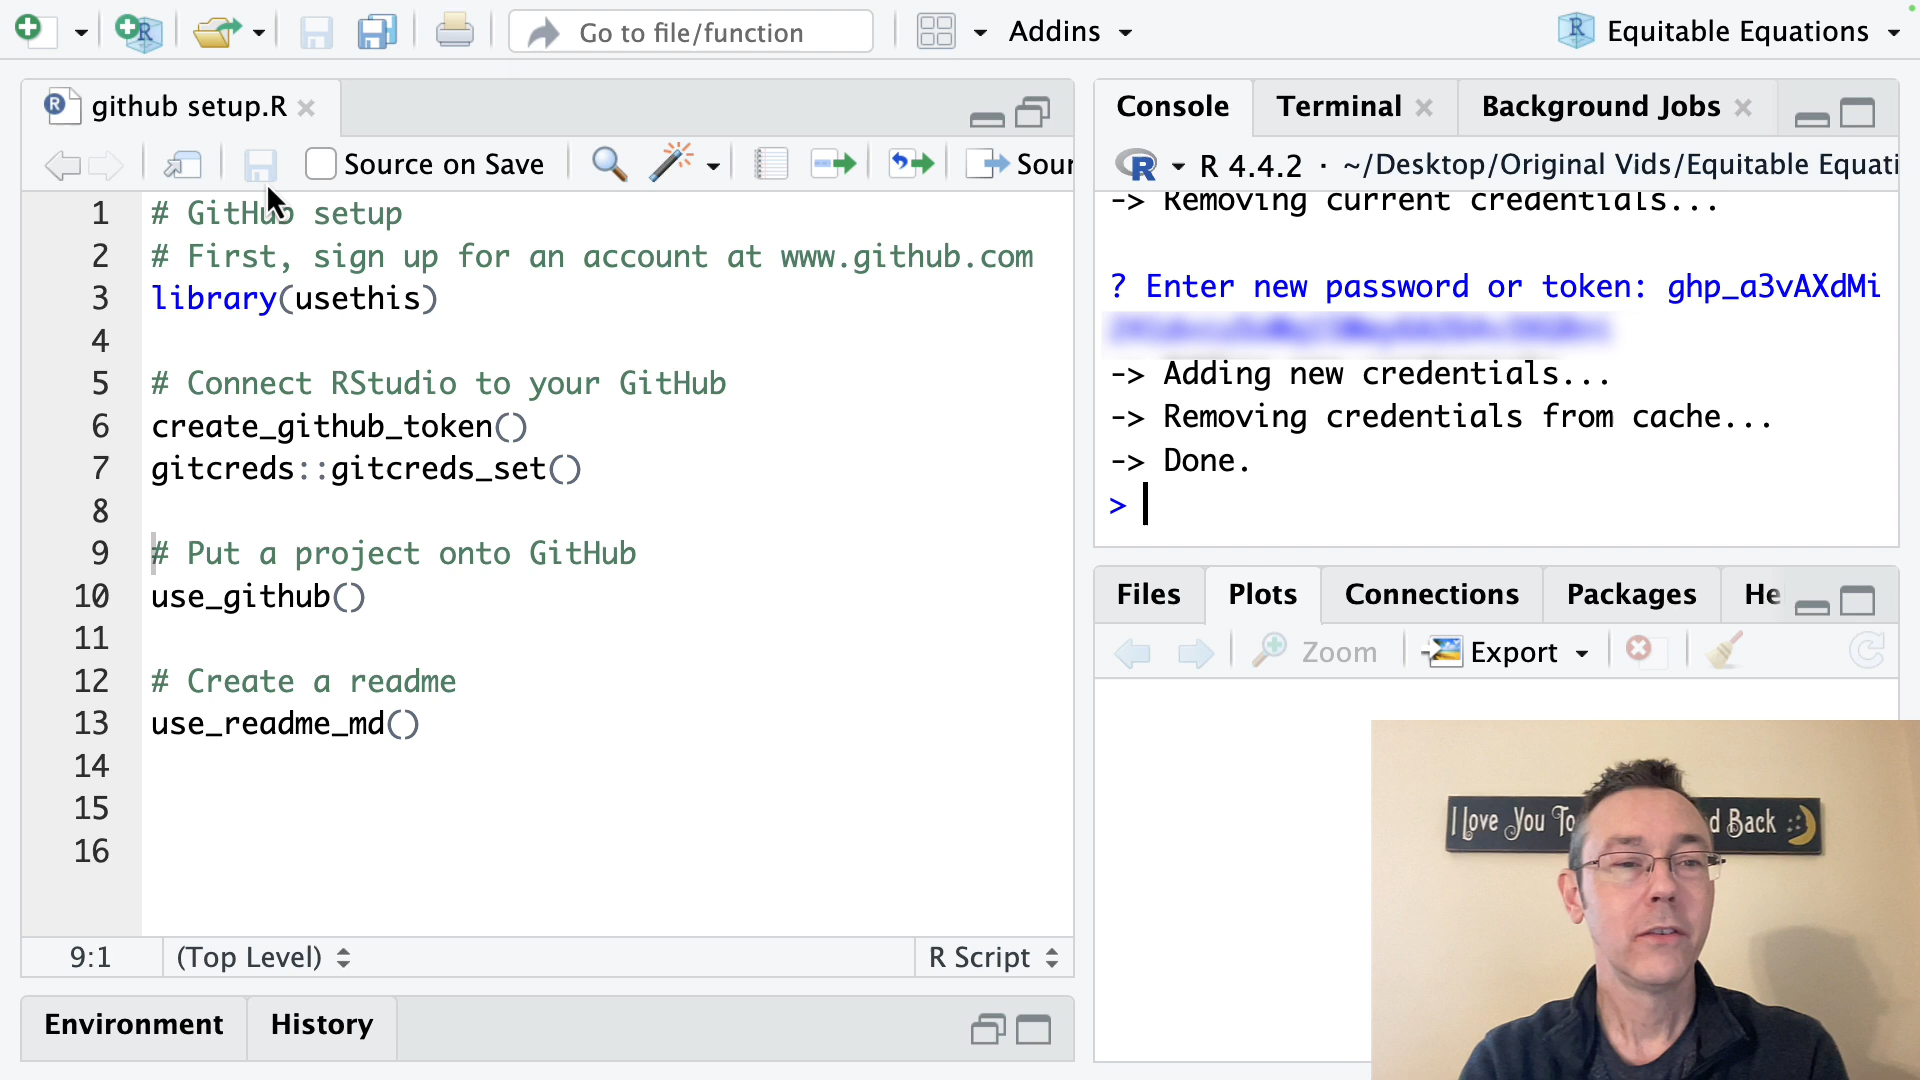 Go to file/function
Addins
Equitable Equations
github setup.R
Source on Save
Sour
1 # GitHub setup
2 # First, sign up for an account at www.github.com
3 library(usethis)
4
5 # Connect RStudio to your GitHub
6 create_github_token()
7 gitcreds::gitcreds_set()
8
9 # Put a project onto GitHub
10 use_github()
11
12 # Create a readme
13 use_readme_md()
14
15
16
9:1 (Top Level) R Script
Environment History
Console Terminal Background Jobs
R 4.4.2 · ~/Desktop/Original Vids/Equitable Equati
-> Removing current credentials...
? Enter new password or token: ghp_a3vAXdMi
-> Adding new credentials...
-> Removing credentials from cache...
-> Done.
>
Files Plots Connections Packages He
Zoom Export
I Love You To
d Back